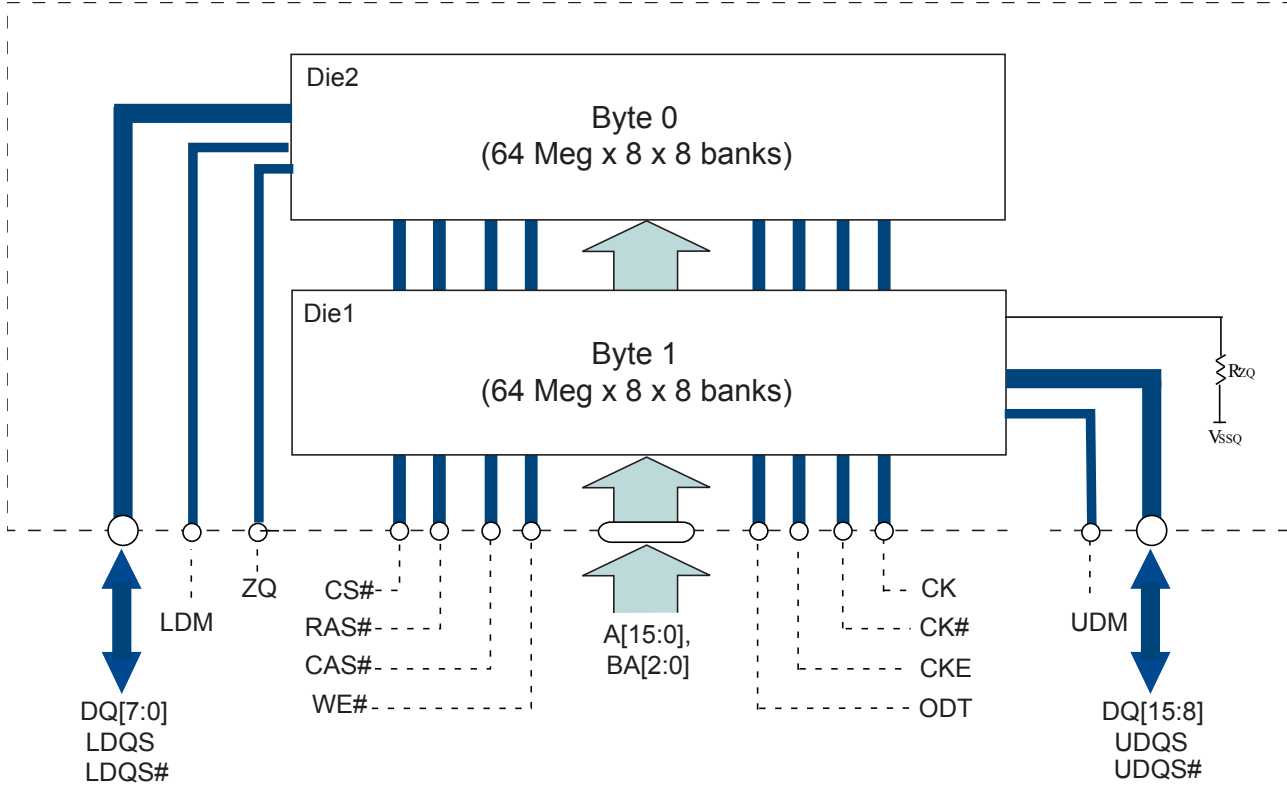 Die2
Byte 0
(64 Meg x 8 x 8 banks)
Die1
Byte 1
(64 Meg x 8 x 8 banks)
RZQ
VSSQ
ZQ
LDM
CS#
RAS#
CAS#
WE#
A[15:0],
BA[2:0]
CK
CK#
CKE
ODT
UDM
DQ[7:0]
LDQS
LDQS#
DQ[15:8]
UDQS
UDQS#